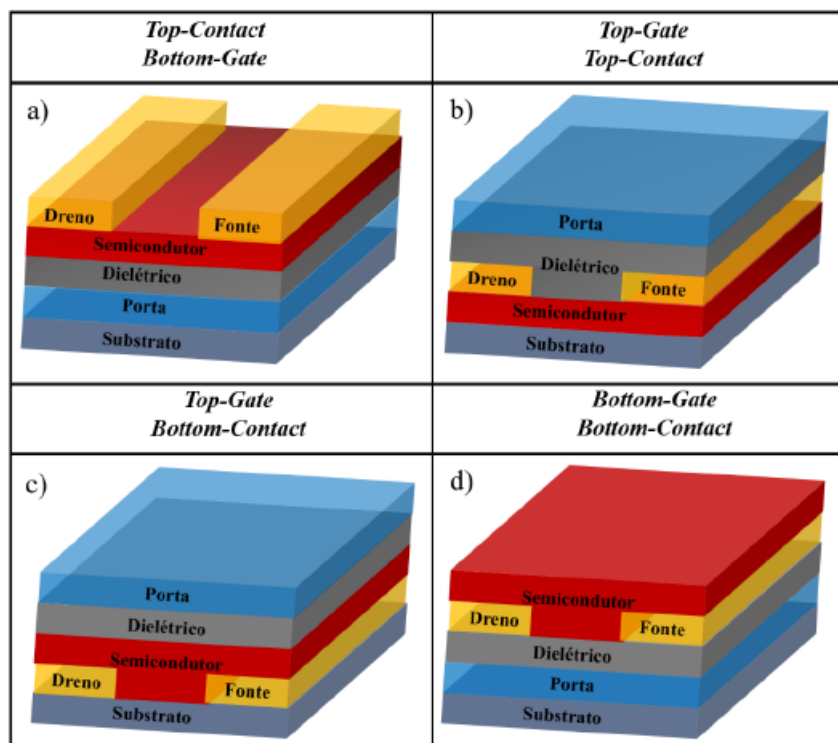 Top-Contact
Bottom-Gate
Top-Gate
Top-Contact
a)
Dreno
Fonte
Semicondutor
Dielétrico
Porta
Substrato
b)
Porta
Dielétrico
Dreno
Fonte
Semicondutor
Substrato
Top-Gate
Bottom-Contact
Bottom-Gate
Bottom-Contact
c)
Porta
Dielétrico
Semicondutor
Dreno
Fonte
Substrato
d)
Semicondutor
Dreno
Fonte
Dielétrico
Porta
Substrato